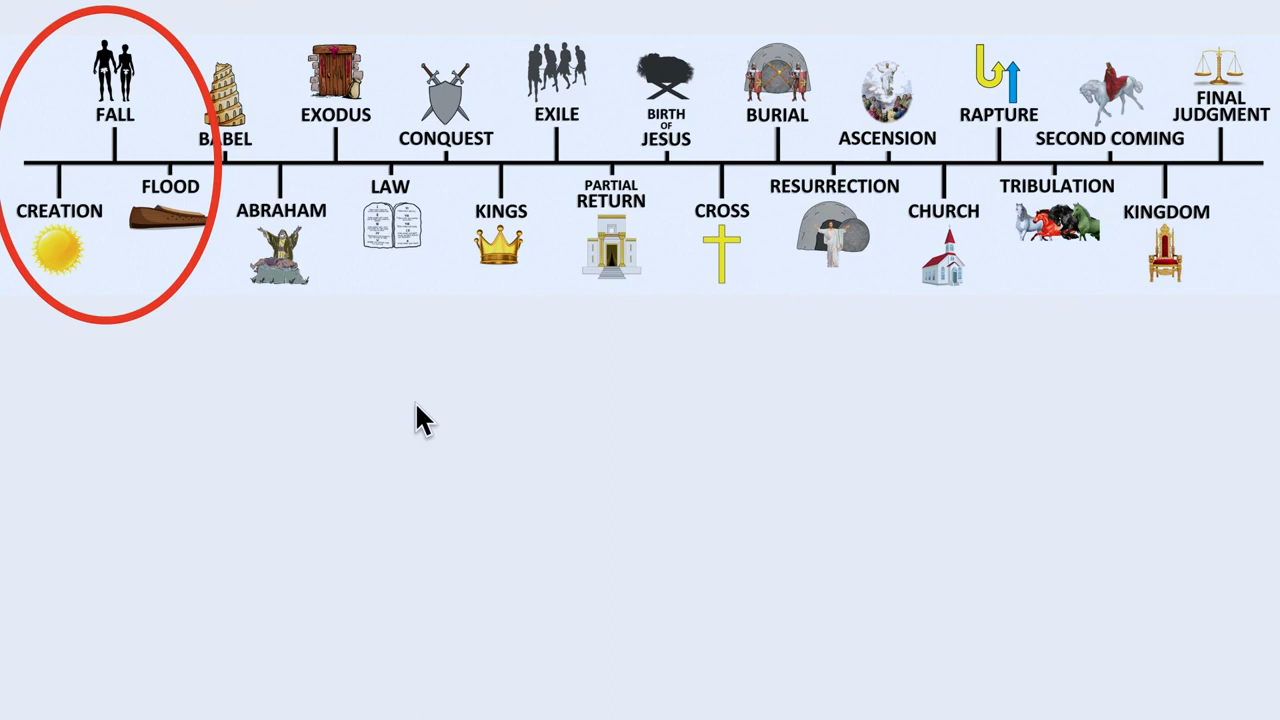 FALL
BABEL
EXODUS
CONQUEST
EXILE
BIRTH
OF
JESUS
BURIAL
ASCENSION
RAPTURE
SECOND COMING
FINAL
JUDGMENT
CREATION
FLOOD
ABRAHAM
LAW
KINGS
PARTIAL
RETURN
CROSS
RESURRECTION
CHURCH
TRIBULATION
KINGDOM